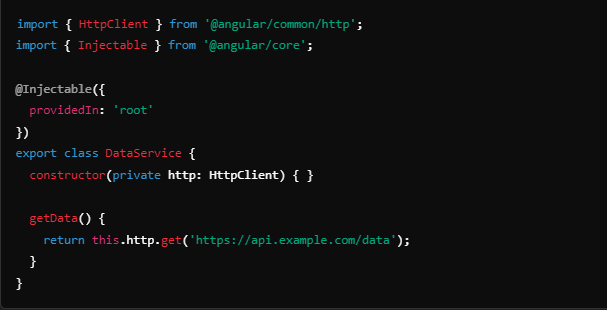 import { HttpClient } from '@angular/common/http';
import { Injectable } from '@angular/core';

@Injectable({
  providedIn: 'root'
})
export class DataService {
  constructor(private http: HttpClient) { }

  getData() {
    return this.http.get('https://api.example.com/data');
  }
}